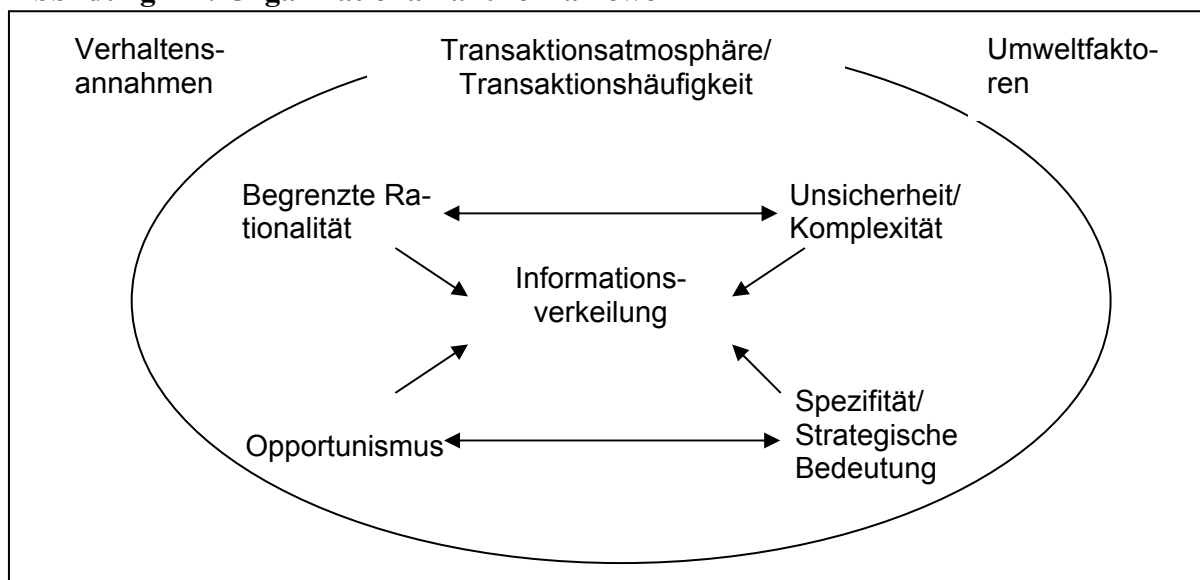 Verhaltens-
annahmen
Transaktionsatmosphäre/
Transaktionshäufigkeit
Umweltfakto-
ren
Begrenzte Ra-
tionalität
Unsicherheit/
Komplexität
Informations-
verkeilung
Opportunismus
Spezifität/
Strategische
Bedeutung